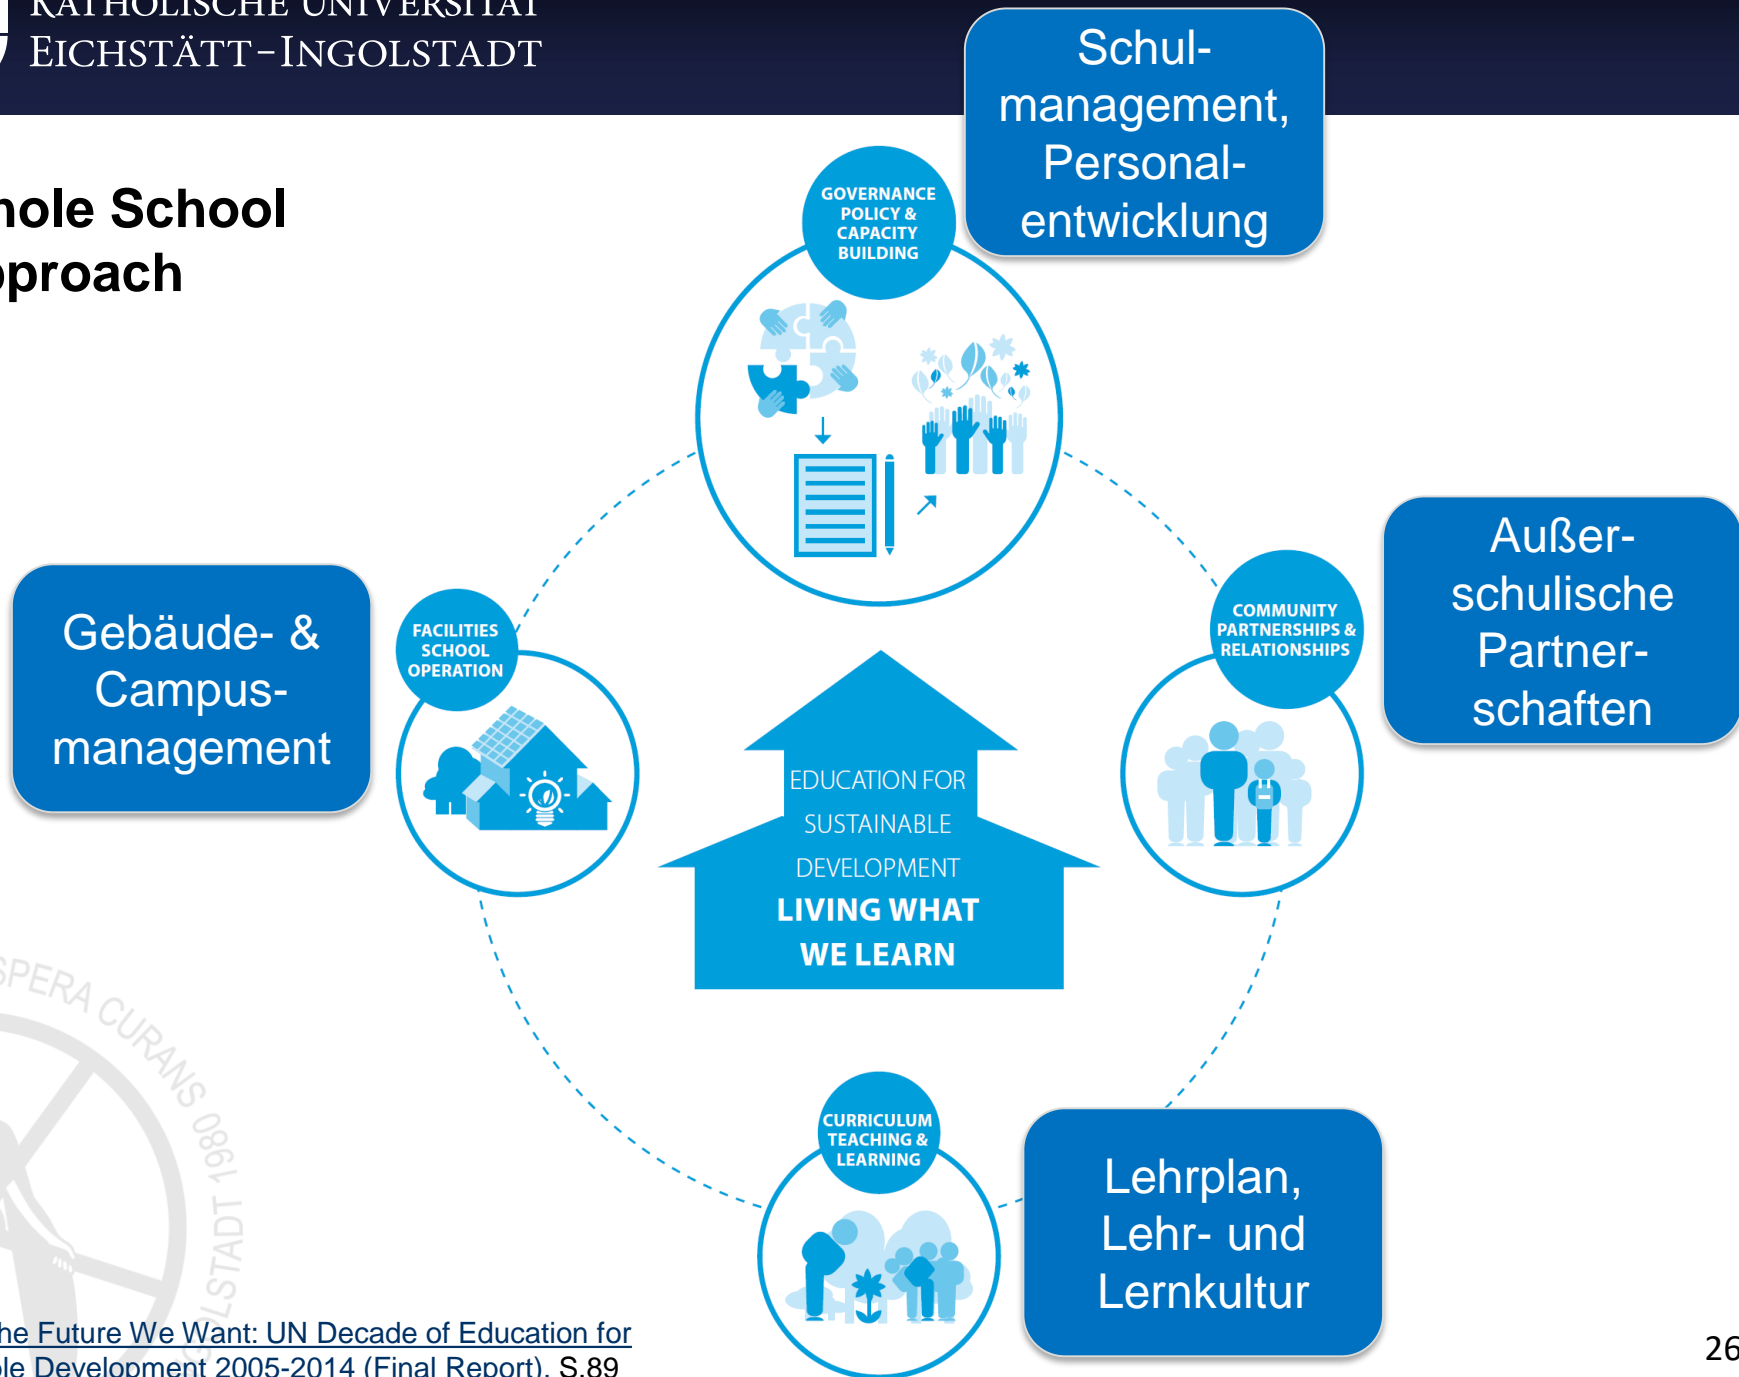 KATHOLISCHE UNIVERSITÄT
EICHSTÄTT-INGOLSTADT
Schul-
management,
Personal-
entwicklung
hole School
pproach
GOVERNANCE
POLICY &
CAPACITY
BUILDING
Außer-
schulische
Partner-
schaften
Gebäude- &
Campus-
management
FACILITIES
SCHOOL
OPERATION
COMMUNITY
PARTNERSHIPS &
RELATIONSHIPS
EDUCATION FOR
SUSTAINABLE
DEVELOPMENT
LIVING WHAT
WE LEARN
SPERA CURANS 1980
GOLSTADT
CURRICULUM
TEACHING &
LEARNING
Lehrplan,
Lehr- und
Lernkultur
he Future We Want: UN Decade of Education for
ble Development 2005-2014 (Final Report). S.89
26